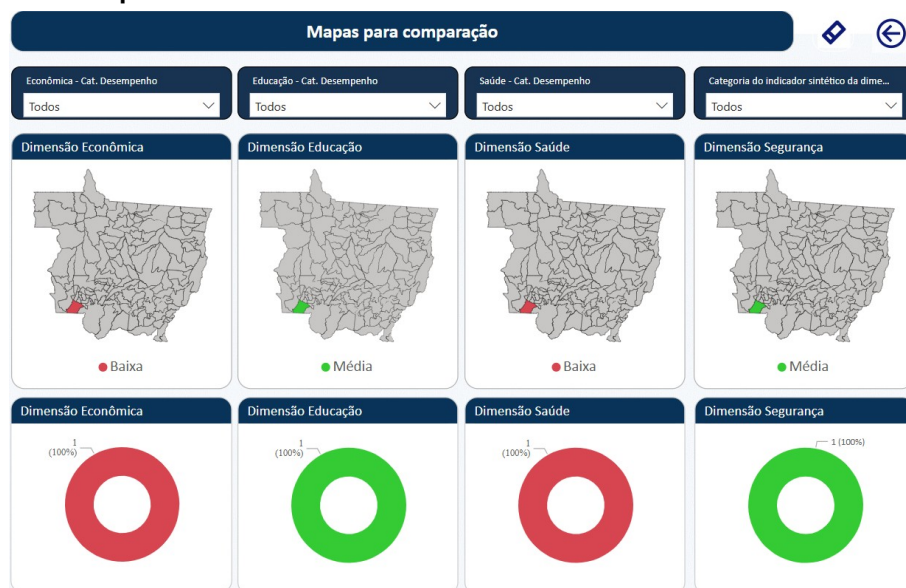 Mapas para comparação
Econômica - Cat. Desempenho
Todos
Educação - Cat. Desempenho
Todos
Saúde - Cat. Desempenho
Todos
Categoria do indicador sintético da dime...
Todos
Dimensão Econômica
Baixa
Dimensão Educação
Média
Dimensão Saúde
Baixa
Dimensão Segurança
Média
Dimensão Econômica
1
(100%)
Dimensão Educação
1
(100%)
Dimensão Saúde
1
(100%)
Dimensão Segurança
1 (100%)